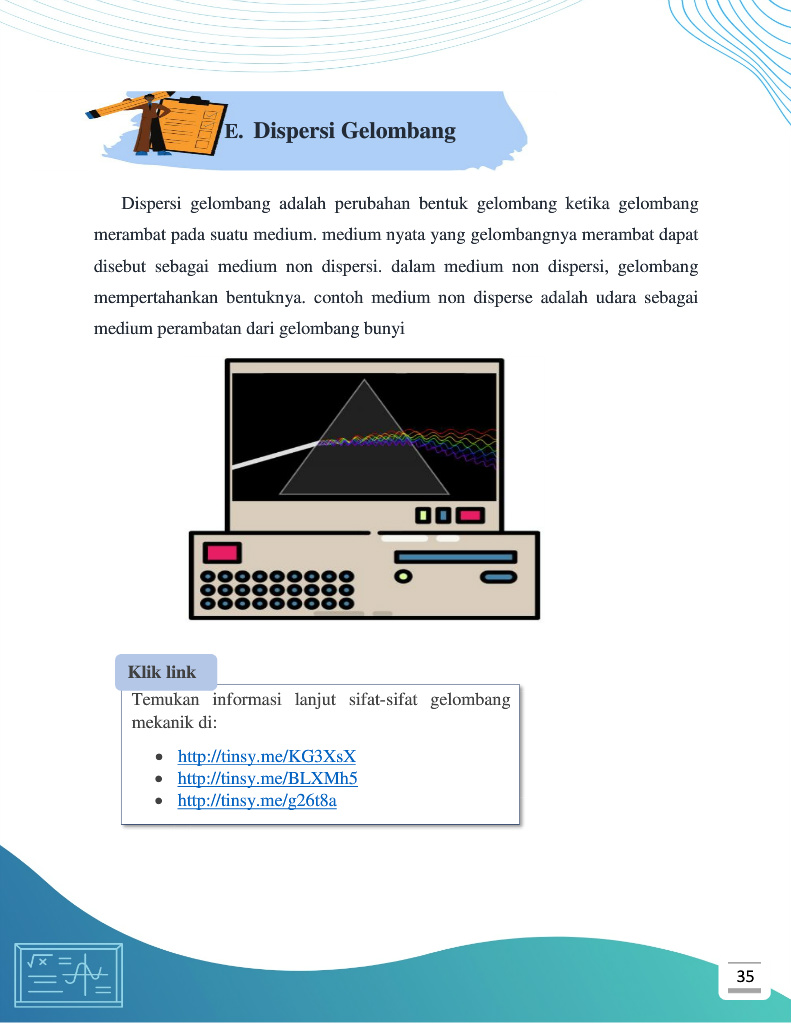 E. Dispersi Gelombang
Dispersi gelombang adalah perubahan bentuk gelombang ketika gelombang
merambat pada suatu medium. medium nyata yang gelombangnya merambat dapat
disebut sebagai medium non dispersi. dalam medium non dispersi, gelombang
mempertahankan bentuknya. contoh medium non disperse adalah udara sebagai
medium perambatan dari gelombang bunyi
Klik link
Temukan informasi lanjut sifat-sifat gelombang
mekanik di:
• http://tinsy.me/KG3XsX
• http://tinsy.me/BLXMh5
• http://tinsy.me/g26t8a
√x
35